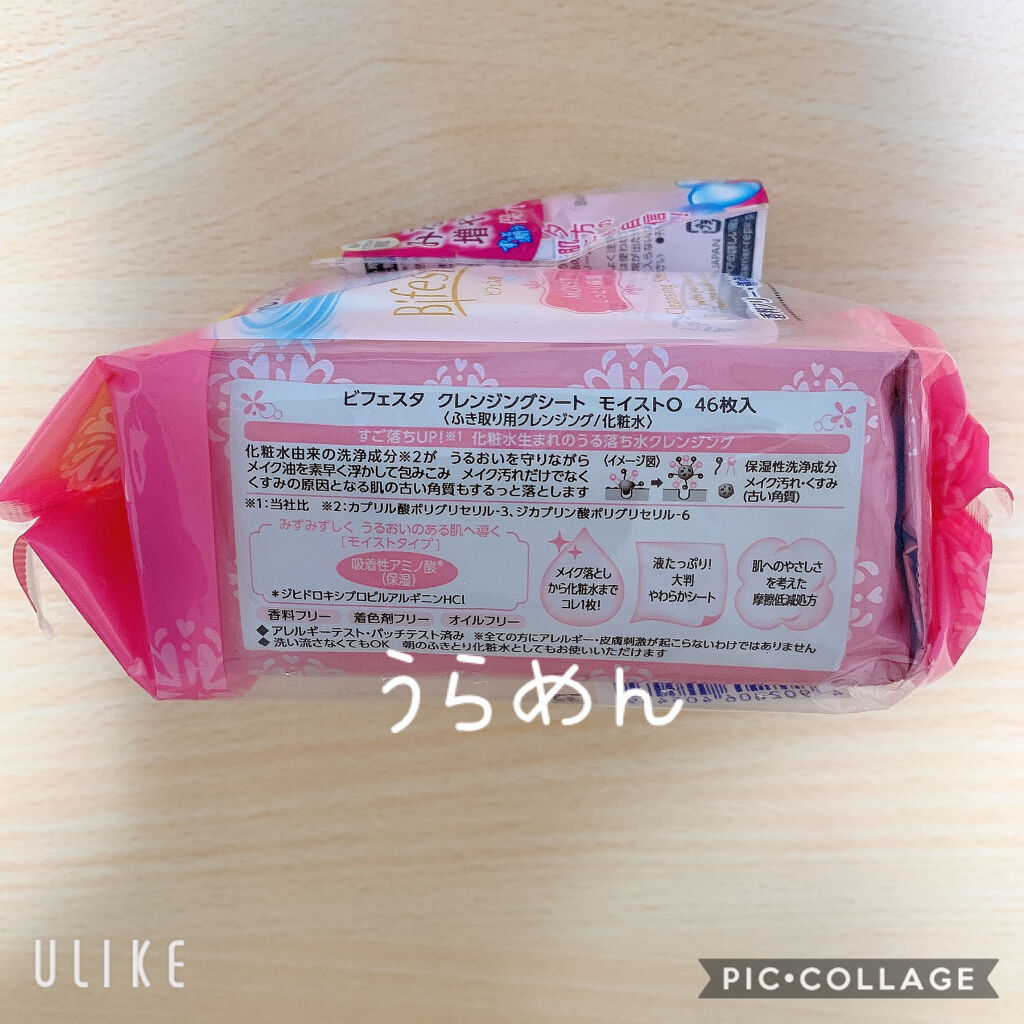 増
保水
肌
Bifes
ビフェスタ
MOIST
Cleansing
JAPAN
ビフェスタ クレンジングシート モイストO 46枚入
〈ふき取り用クレンジング/化粧水〉
すご落ちUP!※1 化粧水生まれのうる落ち水クレンジング
化粧水由来の洗浄成分※2が うるおいを守りながら
メイク油を素早く浮かして包みこみ メイク汚れだけでなく
くすみの原因となる肌の古い角質もするっと落とします
〈イメージ図〉
保湿性洗浄成分
メイク汚れ・くすみ
(古い角質)
※1:当社比 ※2:カプリル酸ポリグリセリル-3、ジカプリン酸ポリグリセリル-6
みずみずしく うるおいのある肌へ導く
[モイストタイプ]
吸着性アミノ酸*
(保湿)
*ジヒドロキシプロピルアルギニンHCl
メイク落とし
から化粧水まで
コレ1枚!
液たっぷり!
大判
やわらかシート
肌へのやさしさ
を考えた
摩擦低減処方
香料フリー 着色剤フリー オイルフリー
◆アレルギーテスト・パッチテスト済み ※全ての方にアレルギー・皮膚刺激が起こらないわけではありません
◆洗い流さなくてもOK 朝のふきとり化粧水としてもお使いいただけます
うらめん
ULIKE
PIC・COLLAGE